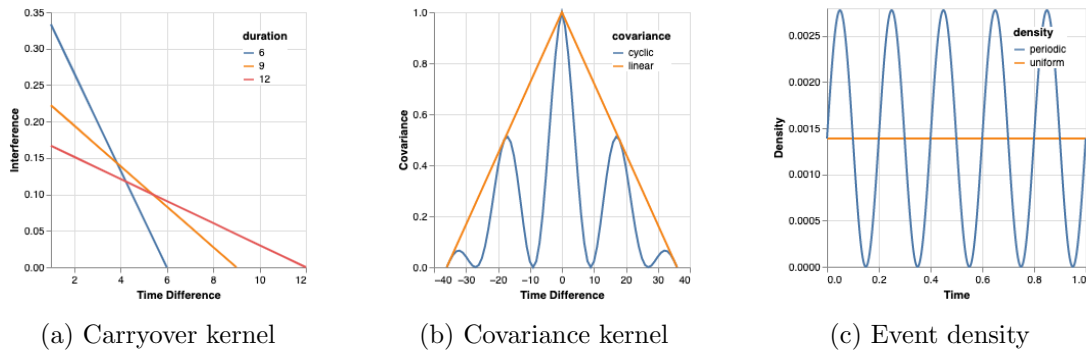 0.35
0.30
0.25
0.20
0.15
0.10
0.05
0.00
Interference
2 4 6 8 10 12
Time Difference
duration
6
9
12
(a) Carryover kernel
1.0
0.8
0.6
0.4
0.2
0.0
Covariance
−40 −30 −20 −10 0 10 20 30 40
Time Difference
covariance
cyclic
linear
(b) Covariance kernel
0.0025
0.0020
0.0015
0.0010
0.0005
0.0000
Density
0.0 0.2 0.4 0.6 0.8 1.0
Time
density
periodic
uniform
(c) Event density